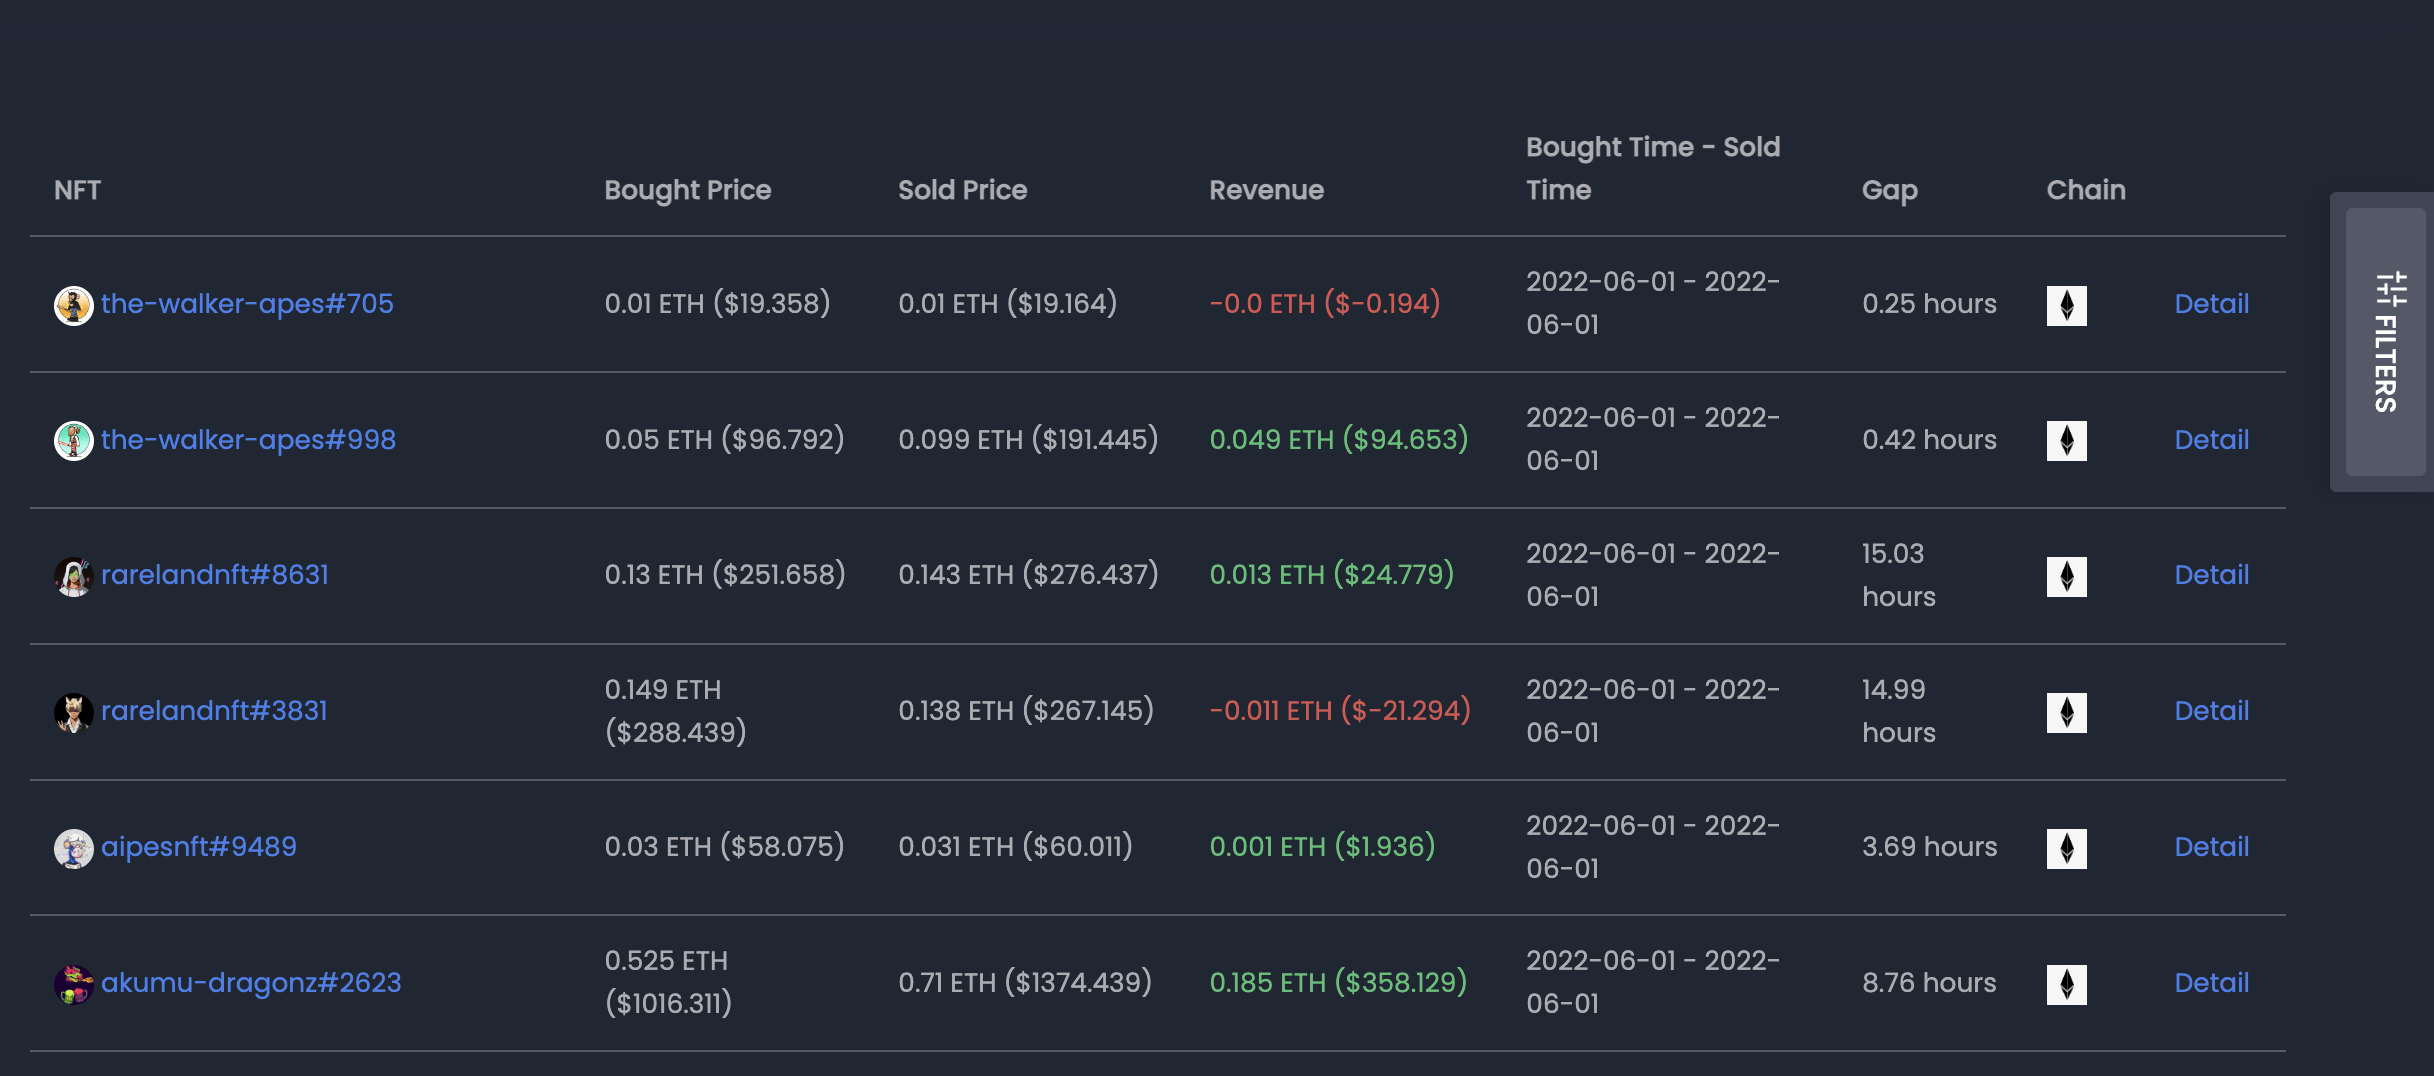 NFT Bought Price Sold Price Revenue Bought Time - Sold Time Gap Chain
the-walker-apes#705 0.01 ETH ($19.358) 0.01 ETH ($19.164) -0.0 ETH ($-0.194) 2022-06-01 - 2022-06-01 0.25 hours Detail
the-walker-apes#998 0.05 ETH ($96.792) 0.099 ETH ($191.445) 0.049 ETH ($94.653) 2022-06-01 - 2022-06-01 0.42 hours Detail
rarelandnft#8631 0.13 ETH ($251.658) 0.143 ETH ($276.437) 0.013 ETH ($24.779) 2022-06-01 - 2022-06-01 15.03 hours Detail
rarelandnft#3831 0.149 ETH ($288.439) 0.138 ETH ($267.145) -0.011 ETH ($-21.294) 2022-06-01 - 2022-06-01 14.99 hours Detail
aipesnft#9489 0.03 ETH ($58.075) 0.031 ETH ($60.011) 0.001 ETH ($1.936) 2022-06-01 - 2022-06-01 3.69 hours Detail
akumu-dragonz#2623 0.525 ETH ($1016.311) 0.71 ETH ($1374.439) 0.185 ETH ($358.129) 2022-06-01 - 2022-06-01 8.76 hours Detail
FILTERS